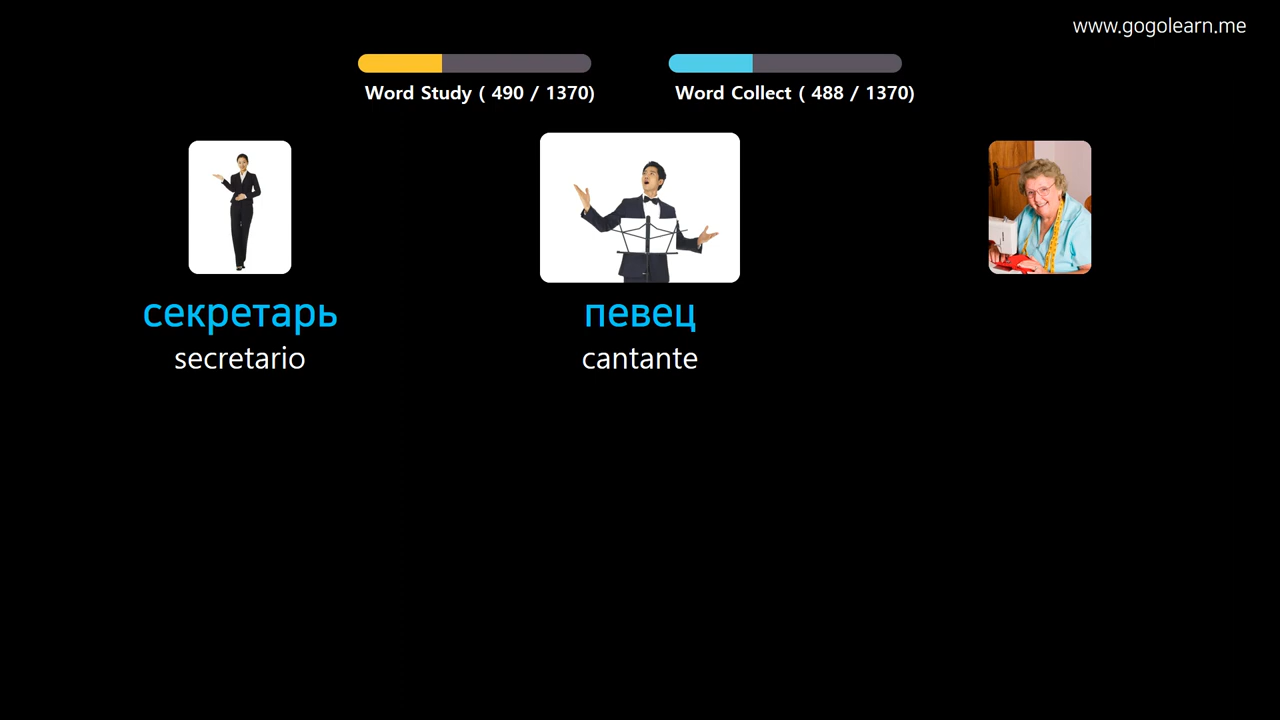 www.gogolearn.me
Word Study ( 490 / 1370)
Word Collect ( 488 / 1370)
секретарь
secretario
певец
cantante